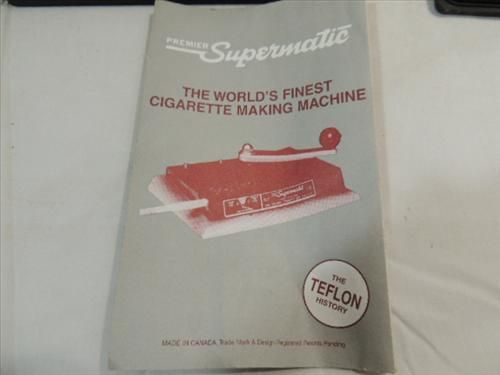 PREMIER
Supermatic
THE WORLD'S FINEST
CIGARETTE MAKING MACHINE
Supermatic
THE
TEFLON
HISTORY
MADE IN CANADA, Trade Mark & Design Registered Patents Pending